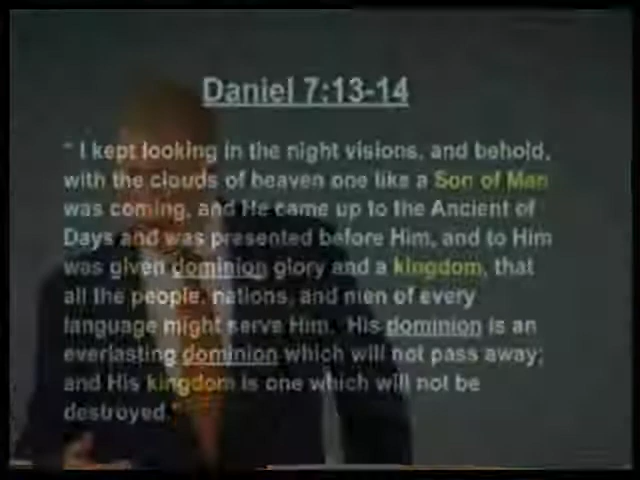 Daniel 7:13-14
" I kept looking in the night visions, and behold,
with the clouds of heaven one like a Son of Man
was coming, and He came up to the Ancient of
Days and was presented before Him, and to Him
was given dominion glory and a kingdom, that
all the people, nations, and men of every
language might serve Him. His dominion is an
everlasting dominion which will not pass away;
and His kingdom is one which will not be
destroyed."